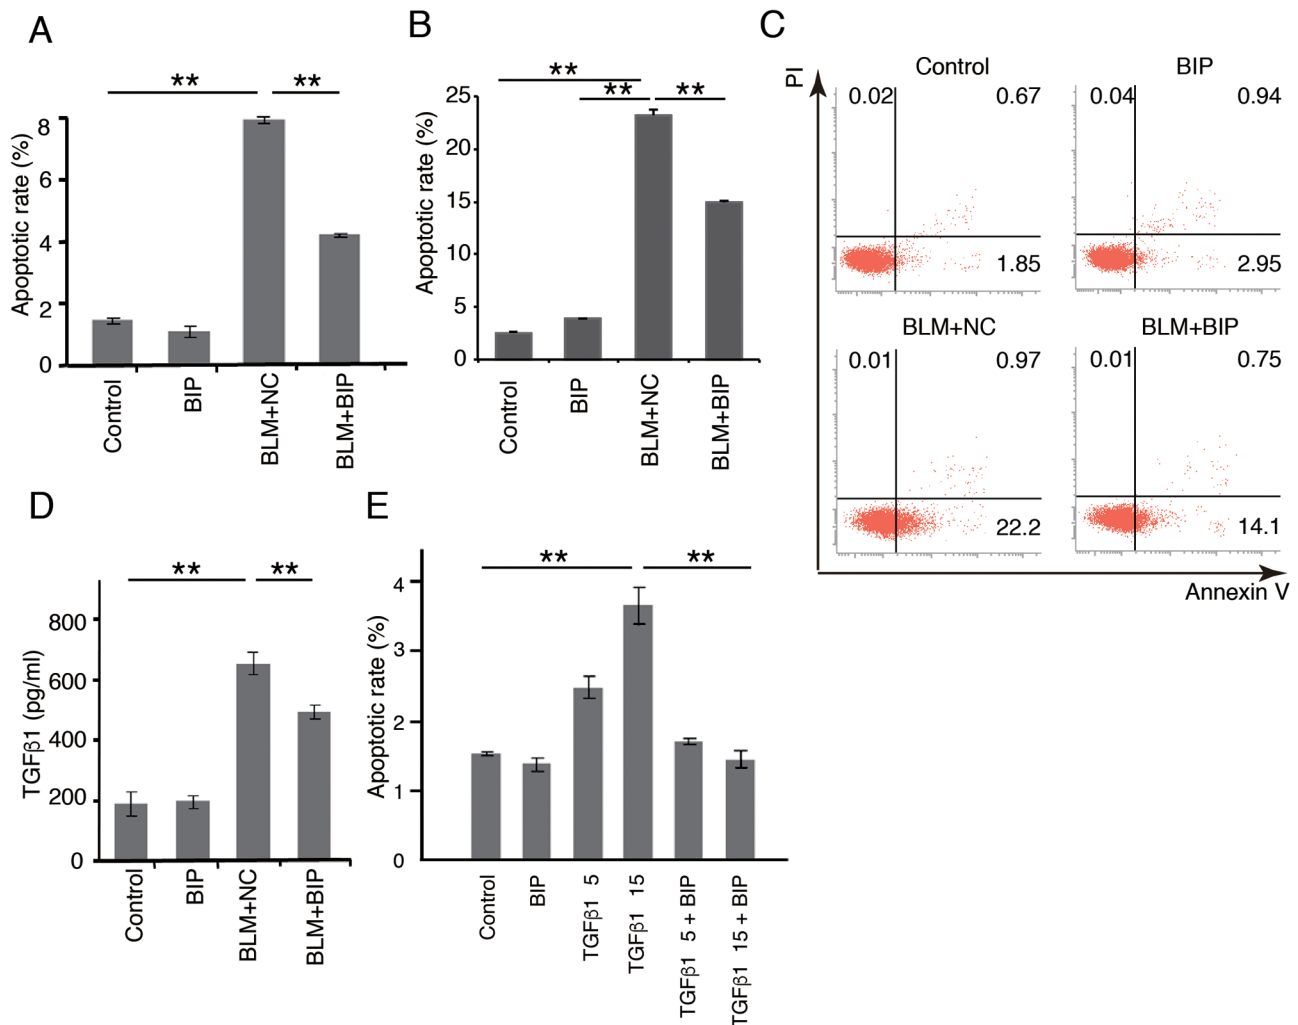 A
**
**
Apoptotic rate (%)
8
6
4
2
0
Control
BIP
BLM+NC
BLM+BIP
B
**
**
**
Apoptotic rate (%)
25
20
15
10
5
0
Control
BIP
BLM+NC
BLM+BIP
C
PI
Control
0.02
0.67
1.85
BIP
0.04
0.94
2.95
BLM+NC
0.01
0.97
22.2
BLM+BIP
0.01
0.75
14.1
Annexin V
D
**
**
TGFβ1 (pg/ml)
800
600
400
200
0
Control
BIP
BLM+NC
BLM+BIP
E
**
**
Apoptotic rate (%)
4
3
2
1
0
Control
BIP
TGFβ1 5
TGFβ1 15
TGFβ1 5 + BIP
TGFβ1 15 + BIP